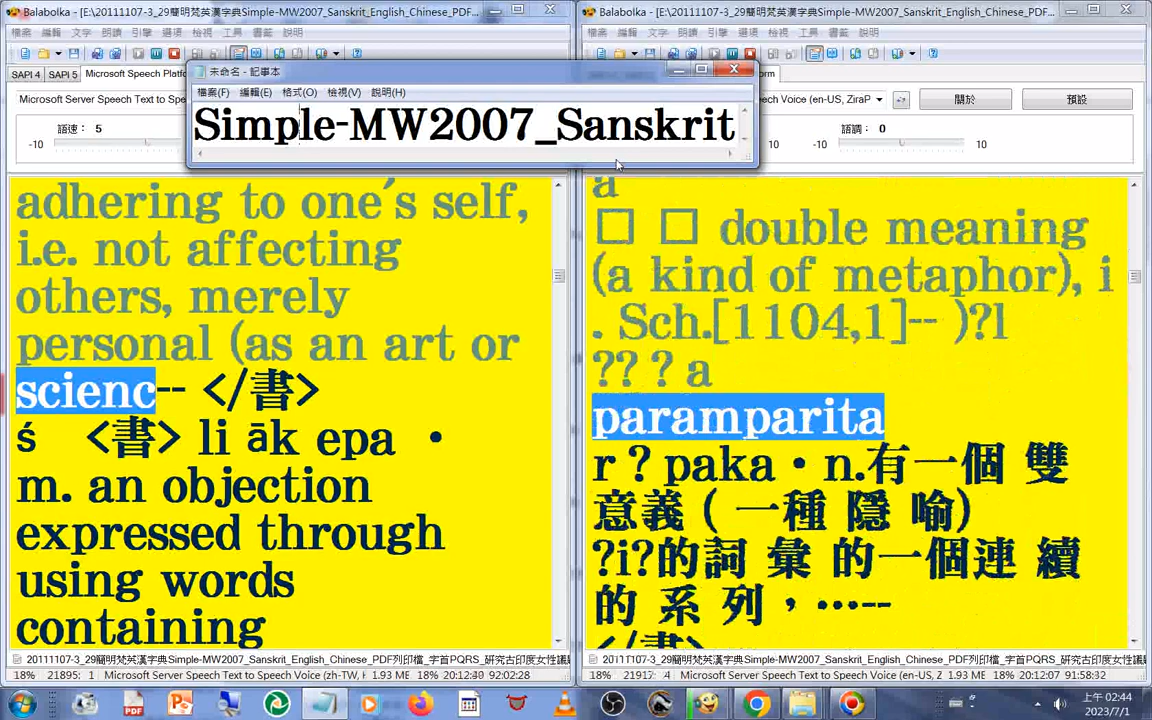 Balabolka - [E:\20111107-3_29簡明梵英漢字典Simple-MW2007_Sanskrit_English_Chinese_PDF...
Balabolka - [E:\20111107-3_29簡明梵英漢字典Simple-MW2007_Sanskrit_English_Chinese_PDF...
檔案 編輯 文字 朗讀 引擎 選項 檢視 工具 書籤 說明
檔案 編輯 文字 朗讀 引擎 選項 檢視 工具 書籤 說明
SAPI 4 SAPI 5 Microsoft Speech Platfo
orm
未命名 - 記事本
檔案(F) 編輯(E) 格式(O) 檢視(V) 說明(H)
Simple-MW2007_Sanskrit
Microsoft Server Speech Text to Spe
Speech Voice (en-US, ZiraP
關於
預設
語速： 5
-10
10
語調： 0
-10
10
adhering to one's self,
i.e. not affecting
others, merely
personal (as an art or
scienc-- </書>
ś <書> li āk epa •
m. an objection
expressed through
using words
containing
a
□ □ double meaning
(a kind of metaphor), i
. Sch.[1104,1]-- )?l
?? ? a
paramparita
r ? paka • n.有一個 雙
意義 ( 一種 隱 喻)
?i?的詞 彙 的一個連 續
的 系 列，…--
</書>
20111107-3_29簡明梵英漢字典Simple-MW2007_Sanskrit_English_Chinese_PDF列印檔_字首PQRS_研究古印度女性議
20111107-3_29簡明梵英漢字典Simple-MW2007_Sanskrit_English_Chinese_PDF列印檔_字首PQRS_研究古印度女性議
18% 21895: 1 Microsoft Server Speech Text to Speech Voice (zh-TW, H 1.93 MB 18% 20:12:40 92:02:28
18% 21917: 4 Microsoft Server Speech Text to Speech Voice (en-US, Z 1.93 MB 18% 20:12:49 91:58:32
上午 02:44
2023/7/1